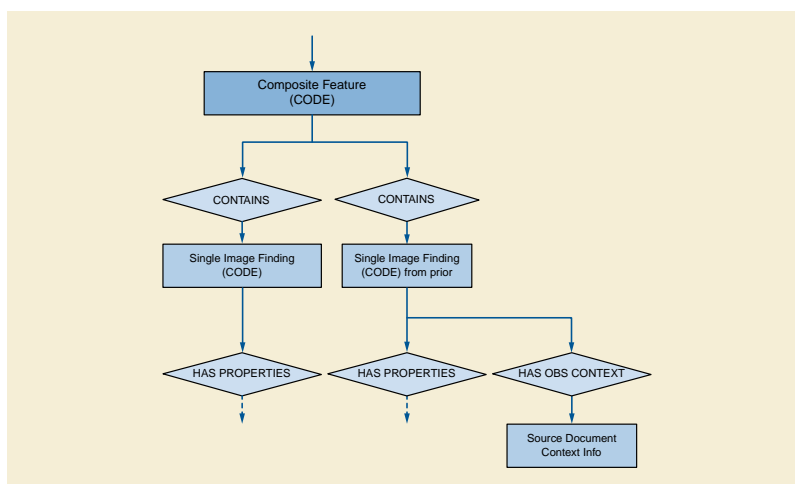 Composite Feature
(CODE)
CONTAINS
CONTAINS
Single Image Finding
(CODE)
Single Image Finding
(CODE) from prior
HAS PROPERTIES
HAS PROPERTIES
HAS OBS CONTEXT
Source Document
Context Info